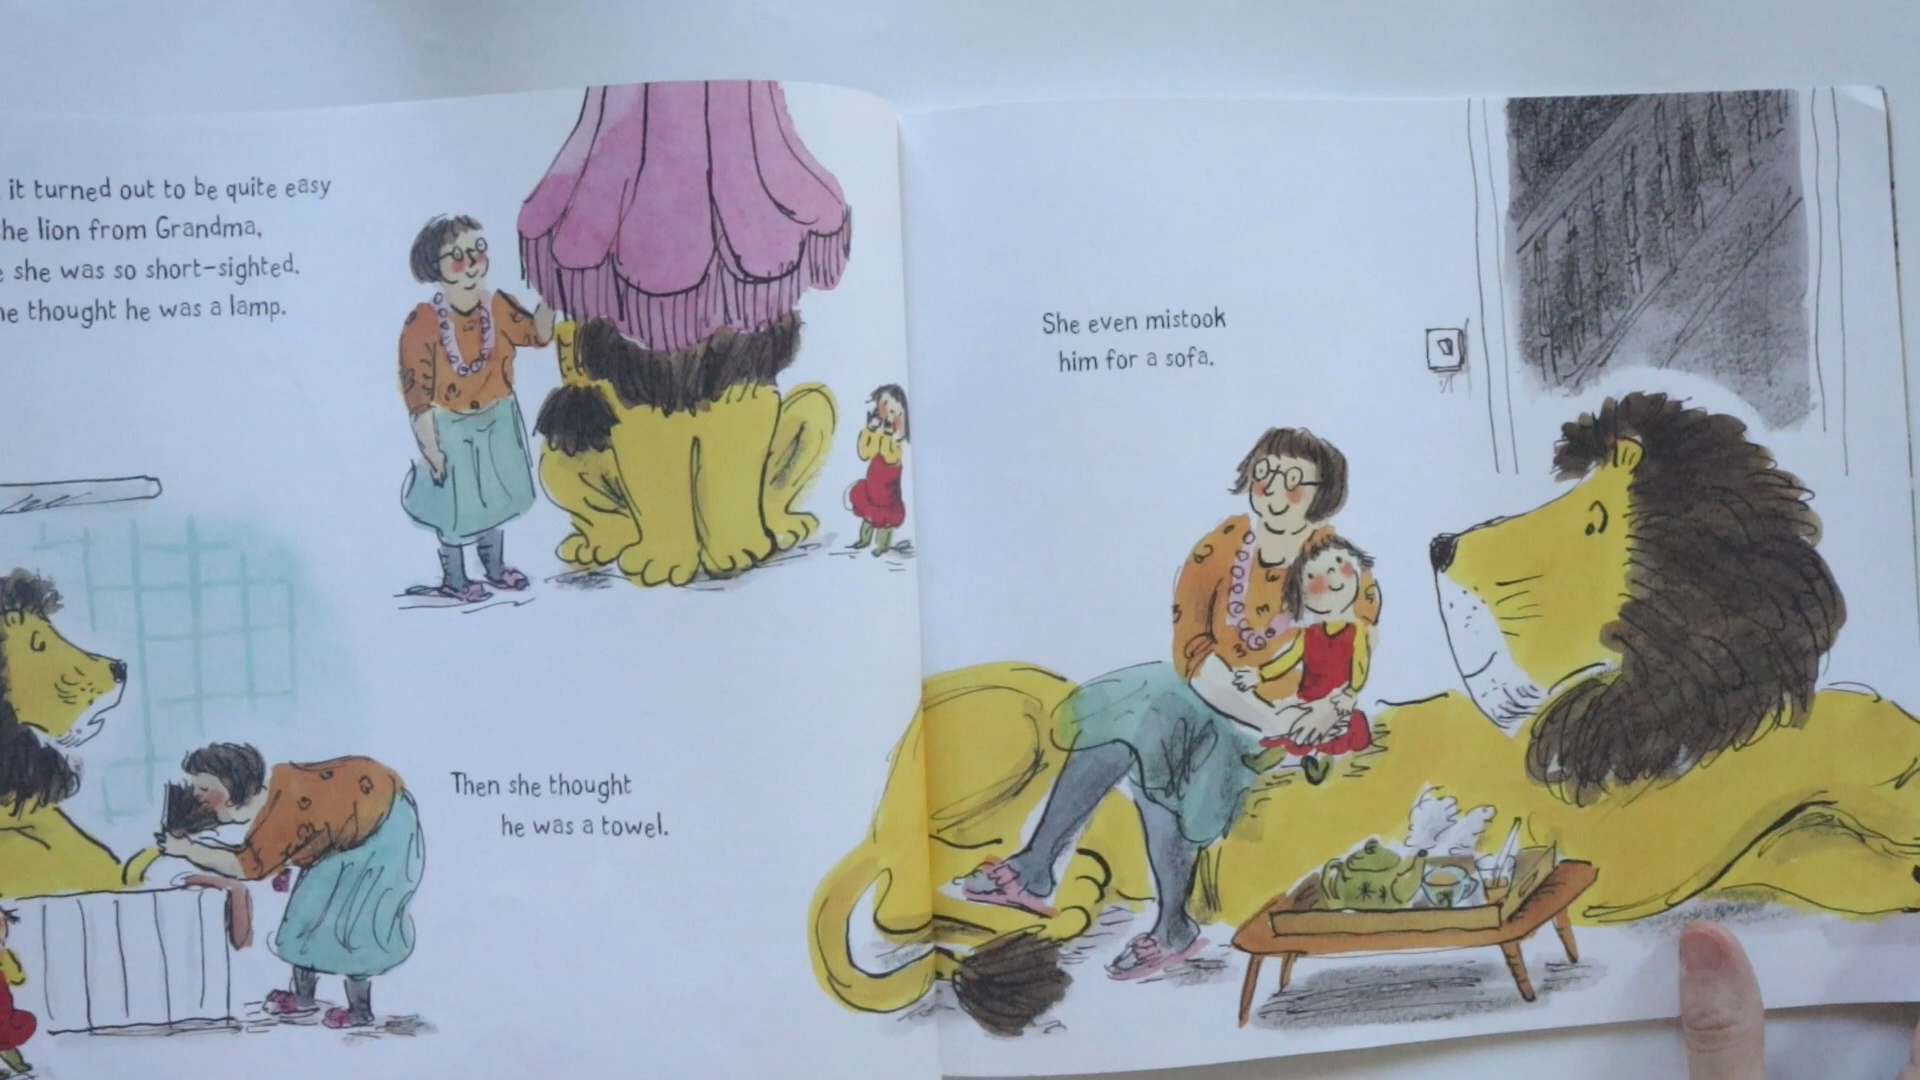 it turned out to be quite easy
he lion from Grandma,
she was so short-sighted.
he thought he was a lamp.
Then she thought
he was a towel.
She even mistook
him for a sofa.